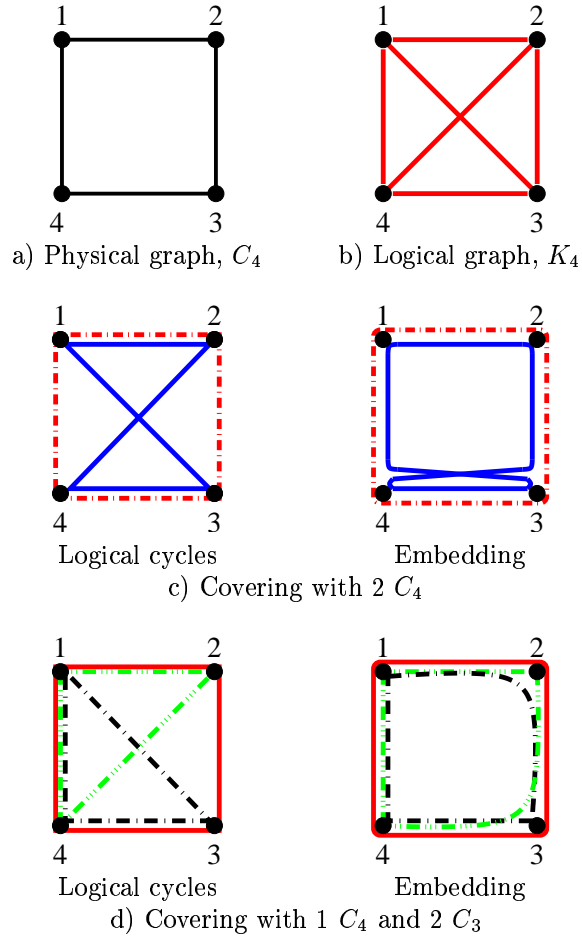 1 2 1 2
4 3 4 3
a) Physical graph, C4 b) Logical graph, K4
1 2 1 2
4 3 4 3
Logical cycles Embedding
c) Covering with 2 C4
1 2 1 2
4 3 4 3
Logical cycles Embedding
d) Covering with 1 C4 and 2 C3